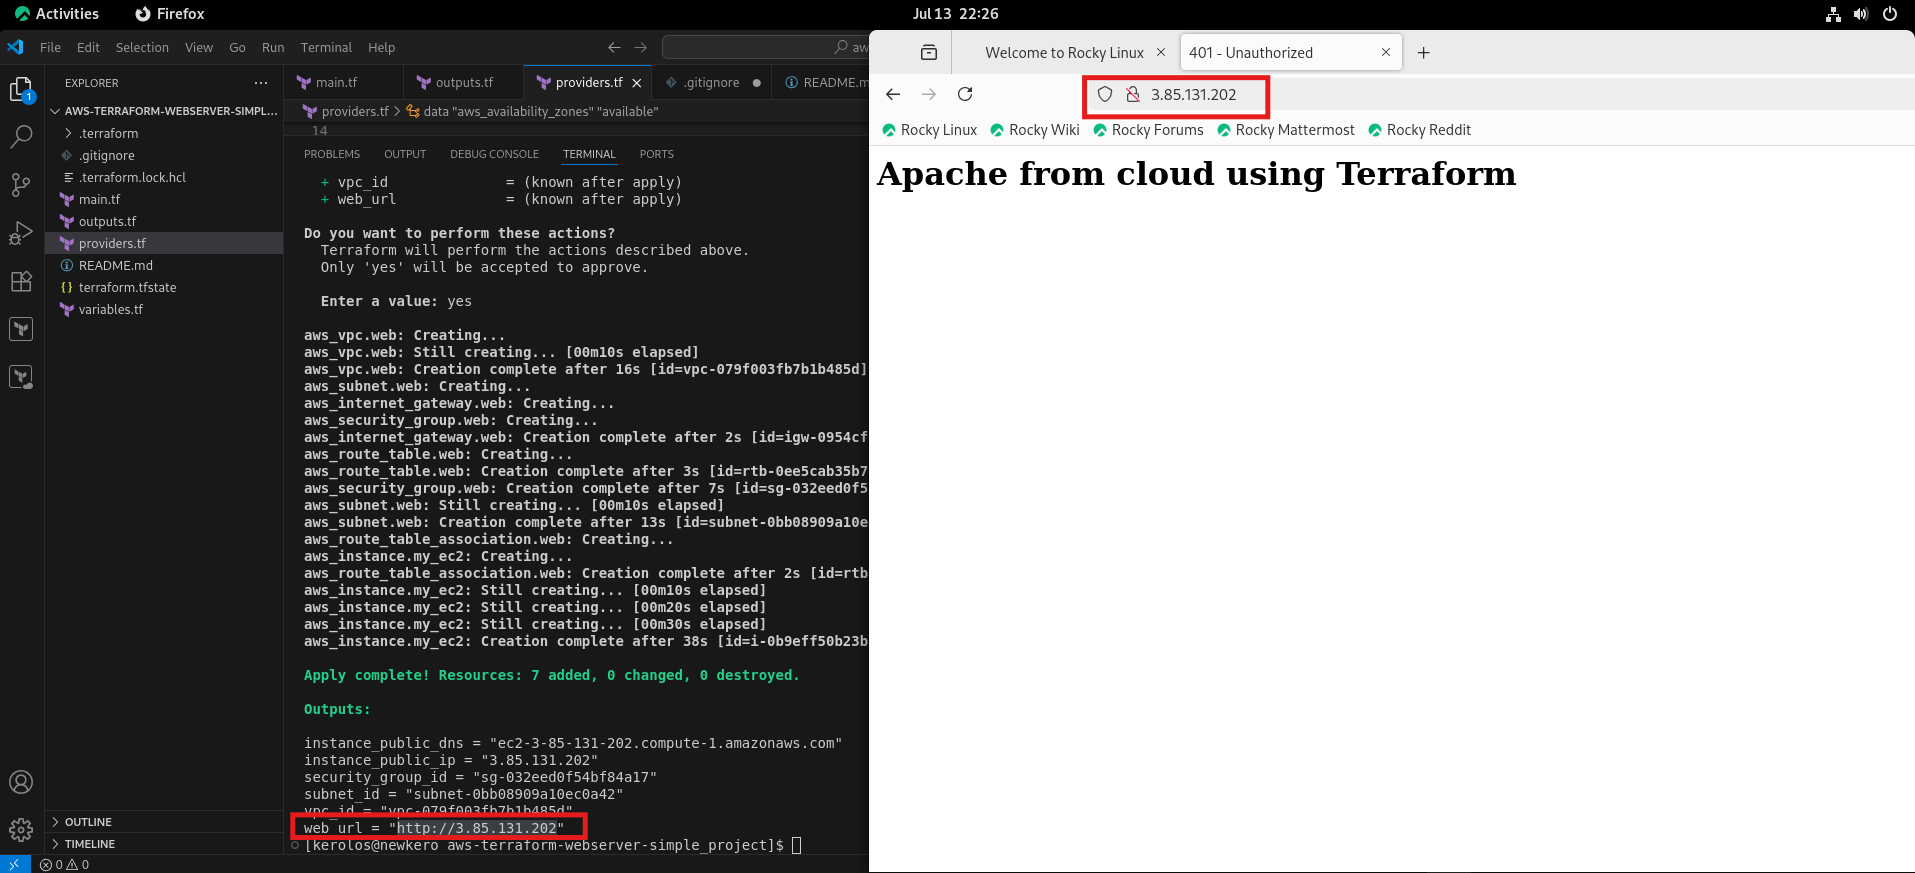 Activities Firefox Jul 13 22:26
File Edit Selection View Go Run Terminal Help
aw
EXPLORER
1
AWS-TERRAFORM-WEBSERVER-SIMPL...
.terraform
.gitignore
.terraform.lock.hcl
main.tf
outputs.tf
providers.tf
README.md
terraform.tfstate
variables.tf
OUTLINE
TIMELINE
0 0
main.tf outputs.tf providers.tf .gitignore README.m
providers.tf > data "aws_availability_zones" "available"
14
PROBLEMS OUTPUT DEBUG CONSOLE TERMINAL PORTS
+ vpc_id = (known after apply)
+ web_url = (known after apply)
Do you want to perform these actions?
Terraform will perform the actions described above.
Only 'yes' will be accepted to approve.
Enter a value: yes
aws_vpc.web: Creating...
aws_vpc.web: Still creating... [00m10s elapsed]
aws_vpc.web: Creation complete after 16s [id=vpc-079f003fb7b1b485d]
aws_subnet.web: Creating...
aws_internet_gateway.web: Creating...
aws_security_group.web: Creating...
aws_internet_gateway.web: Creation complete after 2s [id=igw-0954cf
aws_route_table.web: Creating...
aws_route_table.web: Creation complete after 3s [id=rtb-0ee5cab35b7
aws_security_group.web: Creation complete after 7s [id=sg-032eed0f5
aws_subnet.web: Still creating... [00m10s elapsed]
aws_subnet.web: Creation complete after 13s [id=subnet-0bb08909a10e
aws_route_table_association.web: Creating...
aws_instance.my_ec2: Creating...
aws_route_table_association.web: Creation complete after 2s [id=rtb
aws_instance.my_ec2: Still creating... [00m10s elapsed]
aws_instance.my_ec2: Still creating... [00m20s elapsed]
aws_instance.my_ec2: Still creating... [00m30s elapsed]
aws_instance.my_ec2: Creation complete after 38s [id=i-0b9eff50b23b
Apply complete! Resources: 7 added, 0 changed, 0 destroyed.
Outputs:
instance_public_dns = "ec2-3-85-131-202.compute-1.amazonaws.com"
instance_public_ip = "3.85.131.202"
security_group_id = "sg-032eed0f54bf84a17"
subnet_id = "subnet-0bb08909a10ec0a42"
vpc_id = "vpc-079f003fb7b1b485d"
web_url = "http://3.85.131.202"
[kerolos@newkero aws-terraform-webserver-simple_project]$
Welcome to Rocky Linux 401 - Unauthorized
3.85.131.202
Rocky Linux Rocky Wiki Rocky Forums Rocky Mattermost Rocky Reddit
Apache from cloud using Terraform